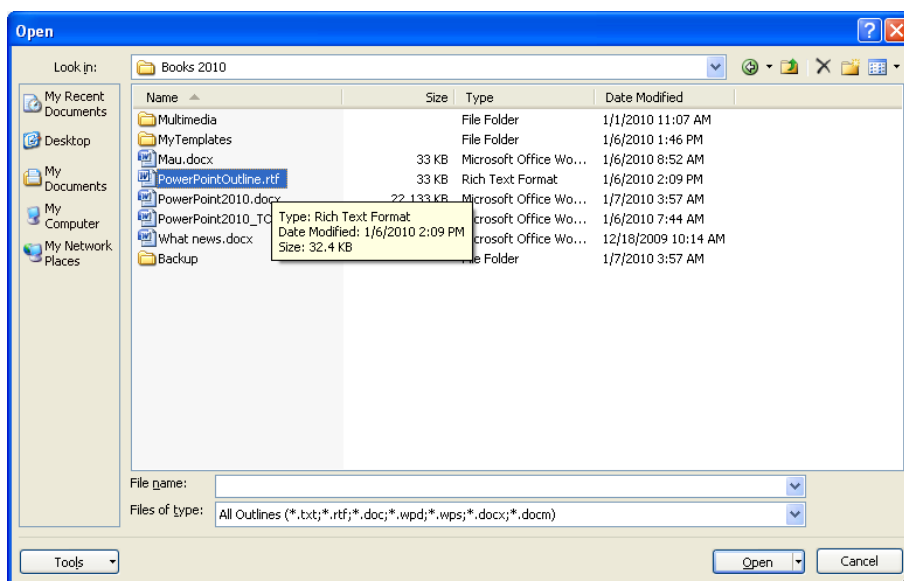 Open
Look in: Books 2010
My Recent Documents
Desktop
My Documents
My Computer
My Network Places
Name Size Type Date Modified
Multimedia File Folder 1/1/2010 11:07 AM
MyTemplates File Folder 1/6/2010 1:46 PM
Mau.docx 33 KB Microsoft Office Wo... 1/6/2010 8:52 AM
PowerPointOutline.rtf 33 KB Rich Text Format 1/6/2010 2:09 PM
PowerPoint2010.docx 22,133 KB Microsoft Office Wo... 1/7/2010 3:57 AM
PowerPoint2010_TO Microsoft Office Wo... 1/6/2010 7:44 AM
What news.docx Microsoft Office Wo... 12/18/2009 10:14 AM
Backup File Folder 1/7/2010 3:57 AM
Type: Rich Text Format
Date Modified: 1/6/2010 2:09 PM
Size: 32.4 KB
File name:
Files of type: All Outlines (*.txt;*.rtf;*.doc;*.wpd;*.wps;*.docx;*.docm)
Tools Open Cancel